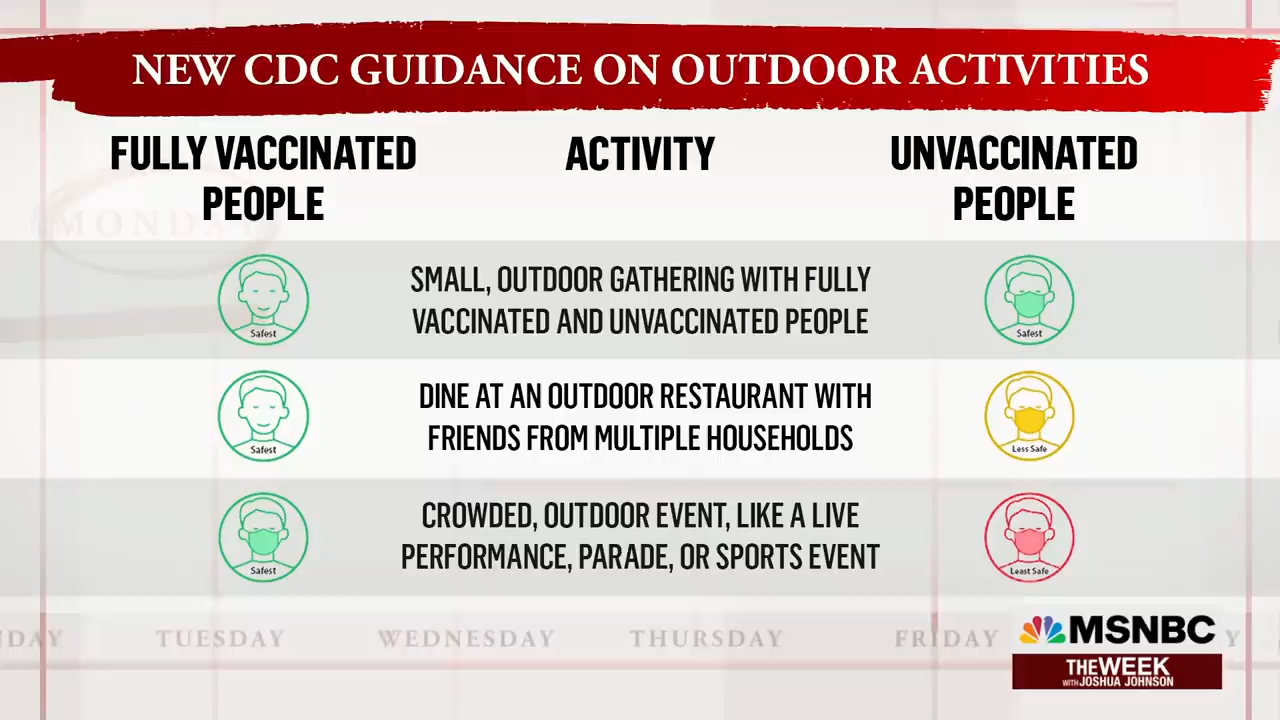 NEW CDC GUIDANCE ON OUTDOOR ACTIVITIES
FULLY VACCINATED
PEOPLE
ACTIVITY
UNVACCINATED
PEOPLE
MONDAY
Safest
SMALL, OUTDOOR GATHERING WITH FULLY
VACCINATED AND UNVACCINATED PEOPLE
Safest
Safest
DINE AT AN OUTDOOR RESTAURANT WITH
FRIENDS FROM MULTIPLE HOUSEHOLDS
Less Safe
Safest
CROWDED, OUTDOOR EVENT, LIKE A LIVE
PERFORMANCE, PARADE, OR SPORTS EVENT
Least Safe
NDAY TUESDAY WEDNESDAY THURSDAY FRIDAY Y
MSNBC
THE WEEK
WITH JOSHUA JOHNSON